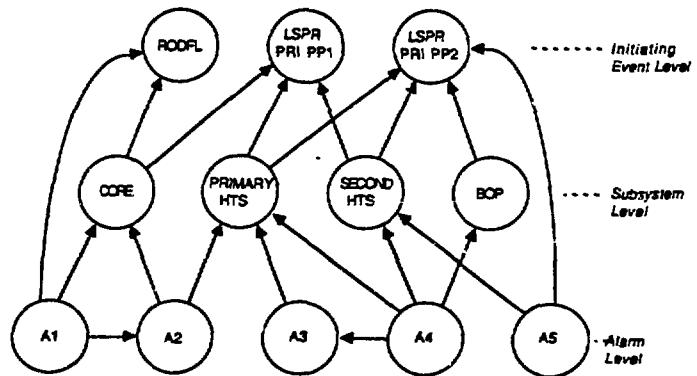 RODFL
LSPR
PRI PP1
LSPR
PRI PP2
Initiating
Event Level
CORE
PRIMARY
HTS
SECOND
HTS
BOP
Subsystem
Level
A1
A2
A3
A4
A5
Alarm
Level